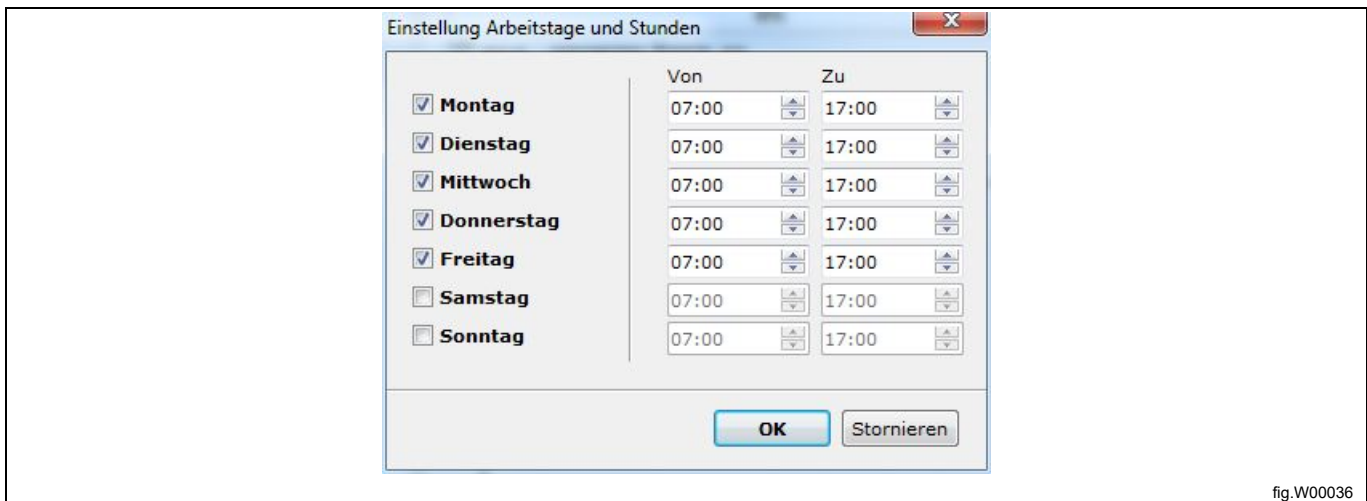 Einstellung Arbeitstage und Stunden
Von Zu
Montag 07:00 17:00
Dienstag 07:00 17:00
Mittwoch 07:00 17:00
Donnerstag 07:00 17:00
Freitag 07:00 17:00
Samstag 07:00 17:00
Sonntag 07:00 17:00
OK Stornieren
fig.W00036